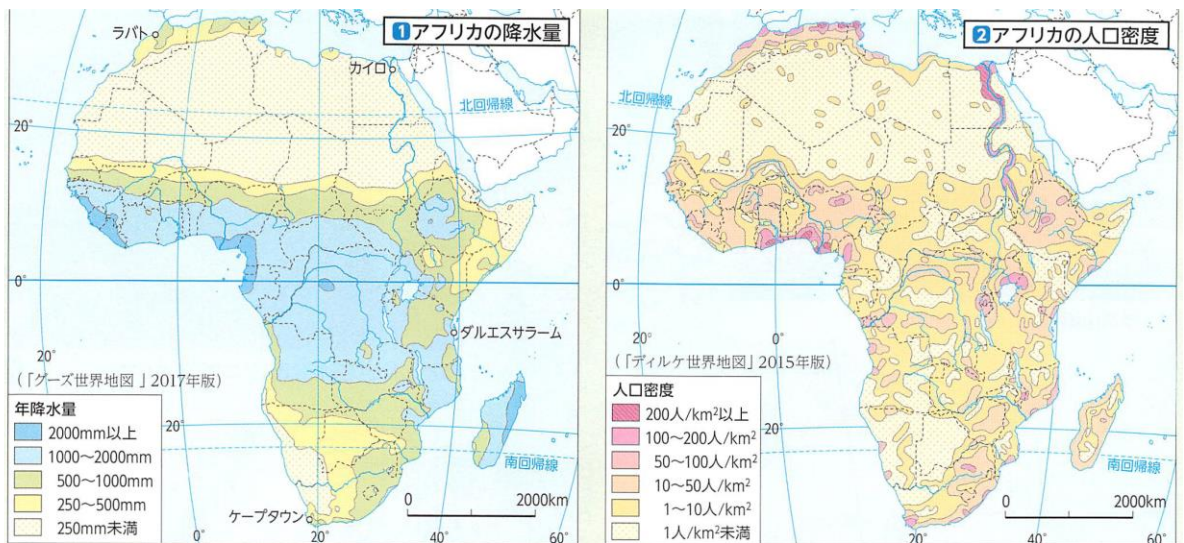 1 アフリカの降水量
ラバト
カイロ
北回帰線
20°
0°
ダルエスサラーム
20°
(「グーズ世界地図」2017年版)
年降水量
2000mm以上
1000～2000mm
500～1000mm
250～500mm
250mm未満
20°
南回帰線
ケープタウン
0 2000km
0° 20° 40° 60°
2 アフリカの人口密度
北回帰線
20°
0°
20° 0°
(「ディルケ世界地図」2015年版)
人口密度
200人/km²以上
100～200人/km²
50～100人/km²
10～50人/km²
1～10人/km²
1人/km²未満
20°
南回帰線
0 2000km
20° 40° 60°